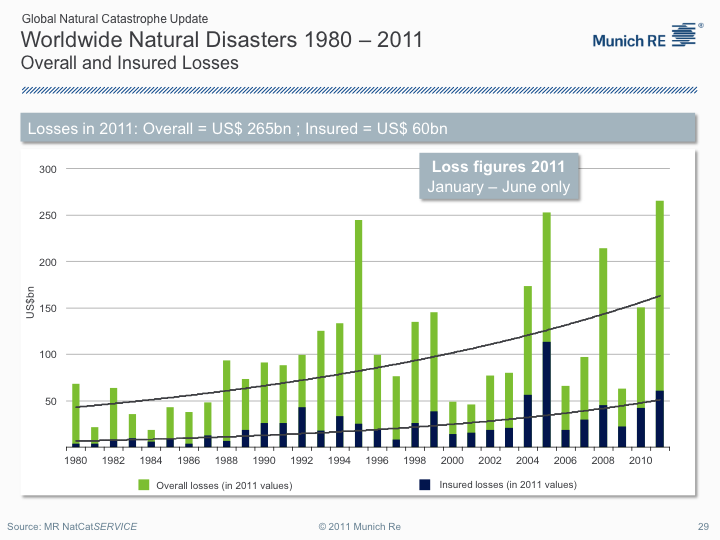 Global Natural Catastrophe Update
Worldwide Natural Disasters 1980 – 2011
Overall and Insured Losses
Munich RE
®
Losses in 2011: Overall = US$ 265bn ; Insured = US$ 60bn
Loss figures 2011
January – June only
300
250
200
150
100
50
US$bn
1980 1982 1984 1986 1988 1990 1992 1994 1996 1998 2000 2002 2004 2006 2008 2010
Overall losses (in 2011 values) Insured losses (in 2011 values)
Source: MR NatCatSERVICE © 2011 Munich Re 29